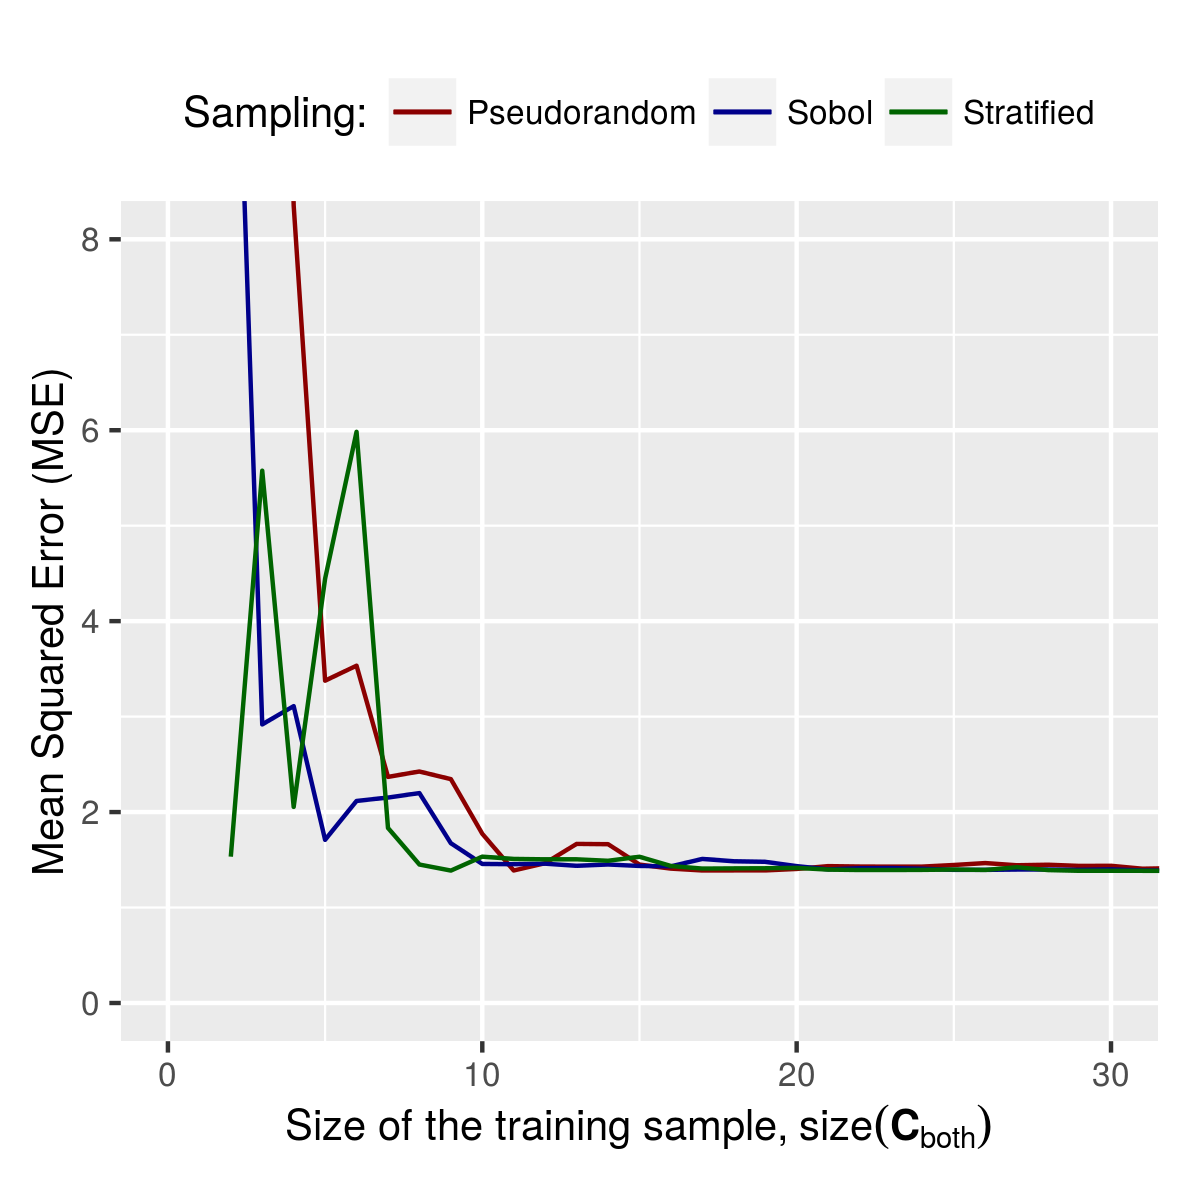 Sampling: Pseudorandom Sobol Stratified
Mean Squared Error (MSE)
8
6
4
2
0
0 10 20 30
Size of the training sample, size(C_both)